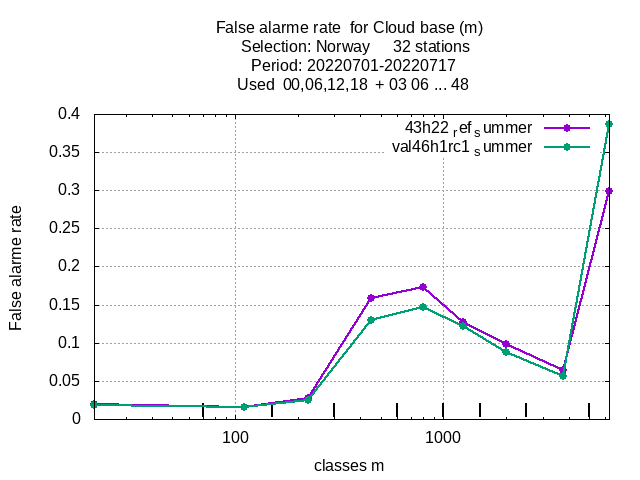 False alarme rate for Cloud base (m)
Selection: Norway 32 stations
Period: 20220701-20220717
Used 00,06,12,18 + 03 06 ... 48
43h22 ref summer
val46h1rc1 summer
0.4
0.35
0.3
0.25
0.2
0.15
0.1
0.05
0
False alarme rate
100 1000
classes m